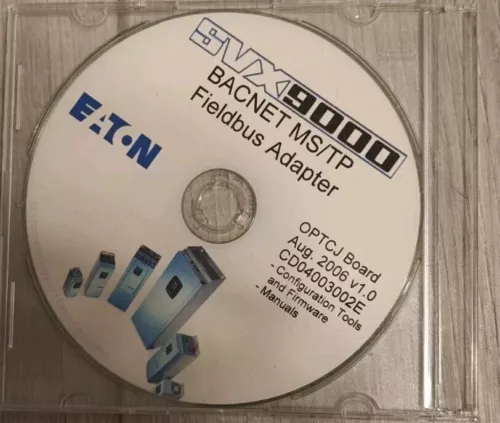 SVX9000
BACNET MS/TP
Fieldbus Adapter
EATON
OPTCJ Board
Aug. 2006 v1.0
CD04003002E
- Configuration Tools
and Firmware
- Manuals